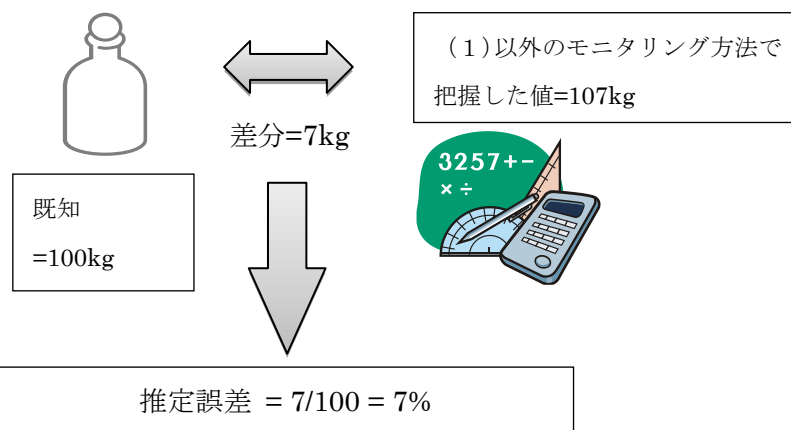 （１）以外のモニタリング方法で
把握した値=107kg
差分=7kg
3257+−
× ÷
既知
=100kg
推定誤差 = 7/100 = 7%